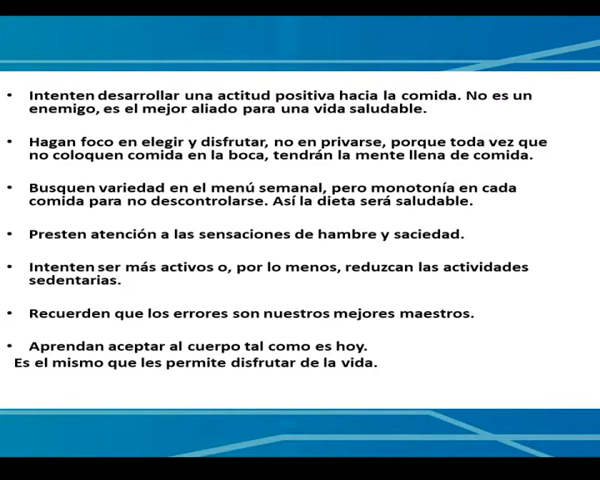 • Intenten desarrollar una actitud positiva hacia la comida. No es un
enemigo, es el mejor aliado para una vida saludable.
• Hagan foco en elegir y disfrutar, no en privarse, porque toda vez que
no coloquen comida en la boca, tendrán la mente llena de comida.
• Busquen variedad en el menú semanal, pero monotonía en cada
comida para no descontrolarse. Así la dieta será saludable.
• Presten atención a las sensaciones de hambre y saciedad.
• Intenten ser más activos o, por lo menos, reduzcan las actividades
sedentarias.
• Recuerden que los errores son nuestros mejores maestros.
• Aprendan aceptar al cuerpo tal como es hoy.
Es el mismo que les permite disfrutar de la vida.